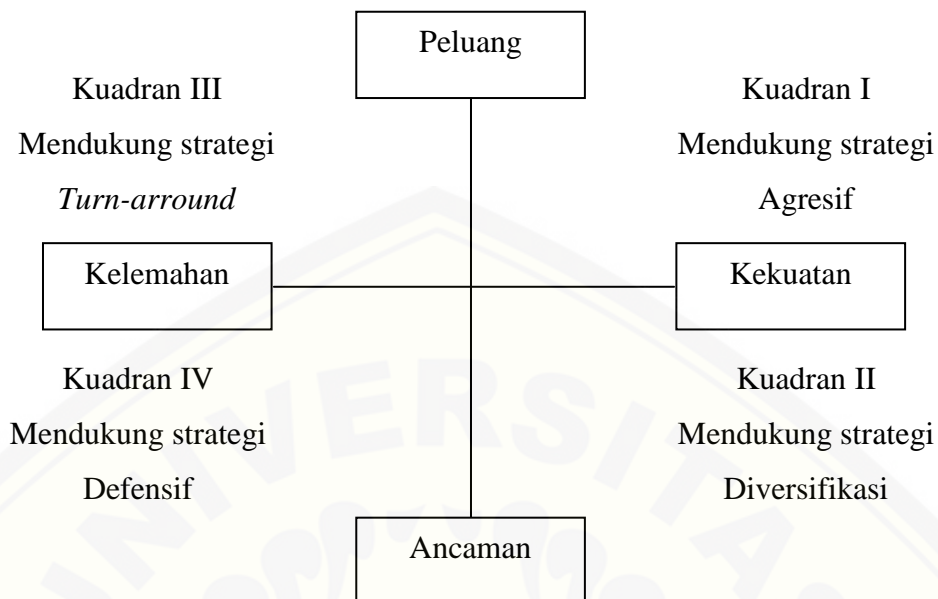 Peluang
Kuadran III
Mendukung strategi
Turn-arround
Kuadran I
Mendukung strategi
Agresif
Kelemahan
Kekuatan
Kuadran IV
Mendukung strategi
Defensif
Kuadran II
Mendukung strategi
Diversifikasi
Ancaman
UNIVERSITA